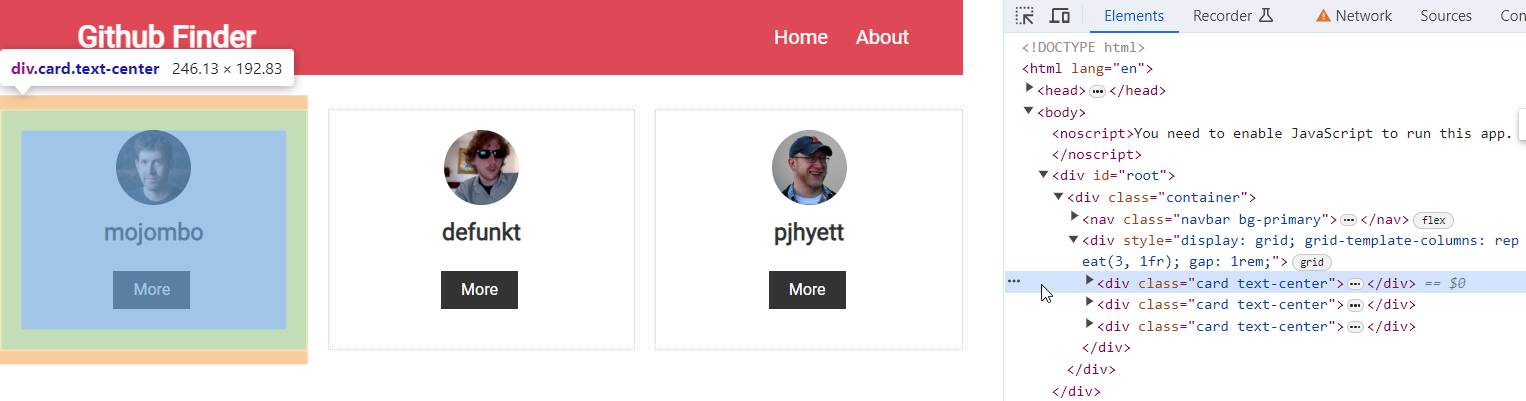 Github Finder
Home
About
div.card.text-center 246.13 × 192.83
mojombo
More
defunkt
More
pjhyett
More
Elements
Recorder
Network
Sources
Con
<!DOCTYPE html>
<html lang="en">
<head> ••• </head>
<body>
<noscript>You need to enable JavaScript to run this app.
</noscript>
<div id="root">
<div class="container">
<nav class="navbar bg-primary"> ••• </nav> flex
<div style="display: grid; grid-template-columns: rep
eat(3, 1fr); gap: 1rem;"> grid
••• <div class="card text-center"> ••• </div> == $0
<div class="card text-center"> ••• </div>
<div class="card text-center"> ••• </div>
</div>
</div>
</div>